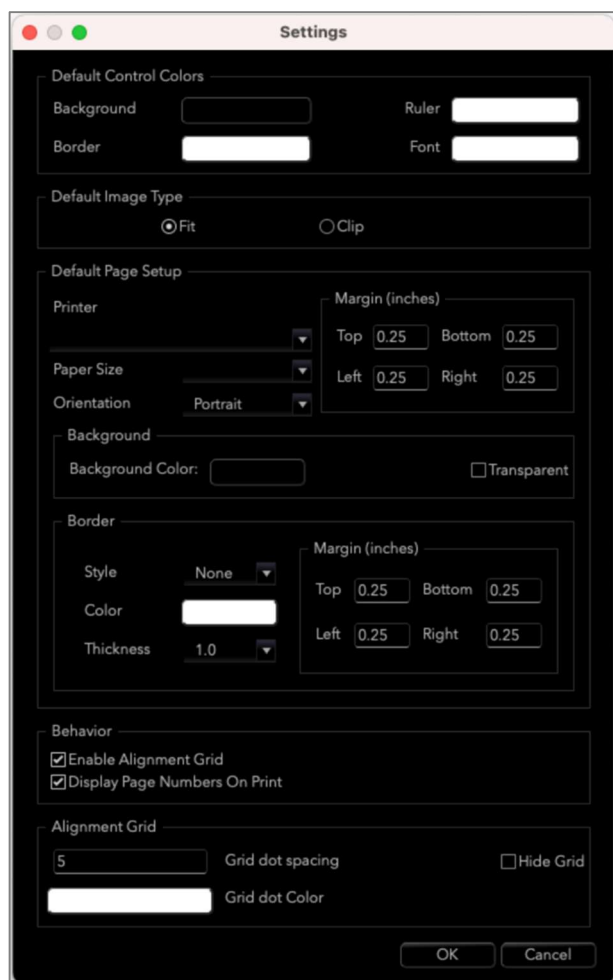 Settings
Default Control Colors
Background
Ruler
Border
Font
Default Image Type
Fit
Clip
Default Page Setup
Printer
Paper Size
Orientation
Portrait
Margin (inches)
Top 0.25 Bottom 0.25
Left 0.25 Right 0.25
Background
Background Color:
Transparent
Border
Style None
Color
Thickness 1.0
Margin (inches)
Top 0.25 Bottom 0.25
Left 0.25 Right 0.25
Behavior
Enable Alignment Grid
Display Page Numbers On Print
Alignment Grid
5 Grid dot spacing
Hide Grid
Grid dot Color
OK
Cancel